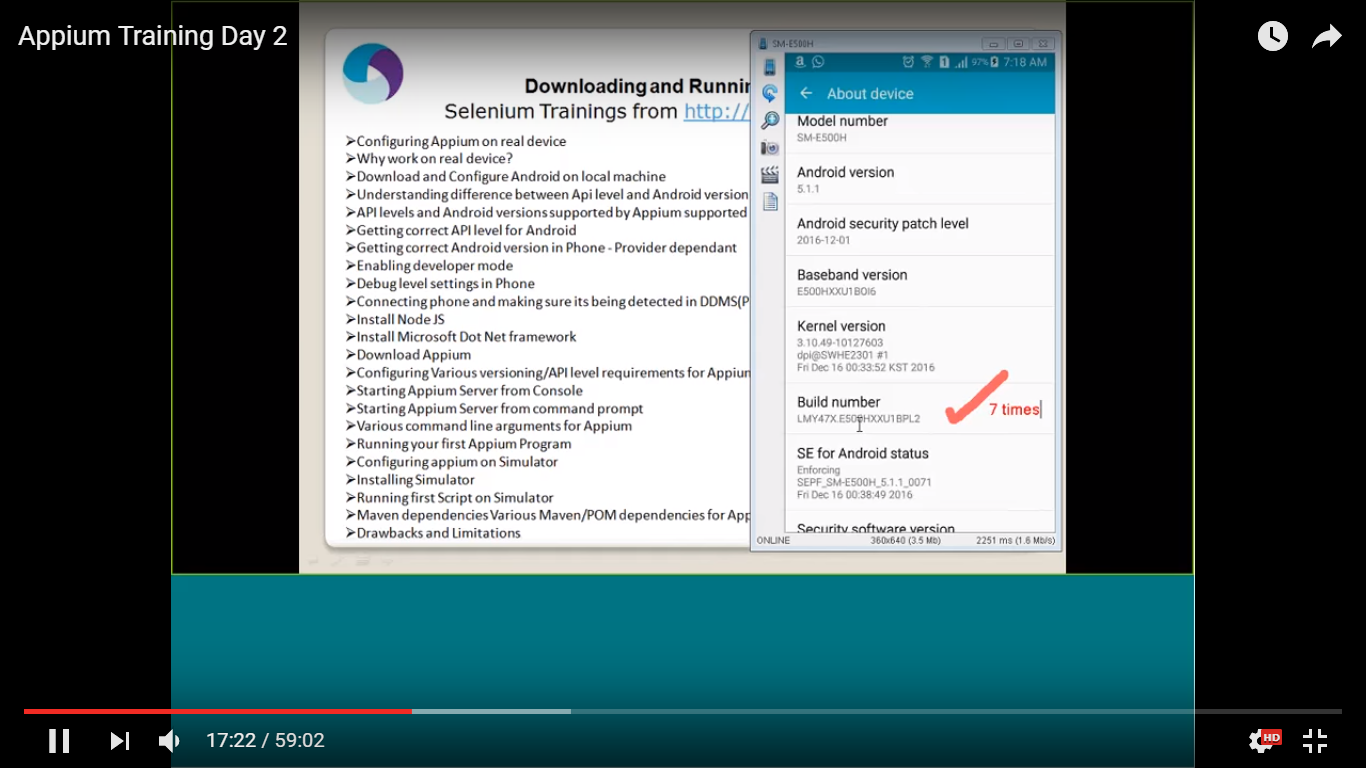 Appium Training Day 2
Downloading and Runnin
Selenium Trainings from http://
➢Configuring Appium on real device
➢Why work on real device?
➢Download and Configure Android on local machine
➢Understanding difference between Api level and Android version
➢API levels and Android versions supported by Appium supported
➢Getting correct API level for Android
➢Getting correct Android version in Phone - Provider dependant
➢Enabling developer mode
➢Debug level settings in Phone
➢Connecting phone and making sure its being detected in DDMS(P
➢Install Node JS
➢Install Microsoft Dot Net framework
➢Download Appium
➢Configuring Various versioning/API level requirements for Appium
➢Starting Appium Server from Console
➢Starting Appium Server from command prompt
➢Various command line arguments for Appium
➢Running your first Appium Program
➢Configuring appium on Simulator
➢Installing Simulator
➢Running first Script on Simulator
➢Maven dependencies Various Maven/POM dependencies for App
➢Drawbacks and Limitations
SM-E500H
97% 7:18 AM
About device
Model number
SM-E500H
Android version
5.1.1
Android security patch level
2016-12-01
Baseband version
E500HXXU1BOI6
Kernel version
3.10.49-10127603
dpi@SWHE2301 #1
Fri Dec 16 00:33:52 KST 2016
Build number
LMY47X.E500HXXU1BPL2
7 times
SE for Android status
Enforcing
SEPF_SM-E500H_5.1.1_0071
Fri Dec 16 00:38:49 2016
Security software version
ONLINE 360x640 (3.5 Mb) 2251 ms (1.6 Mb/s)
17:22 / 59:02
HD